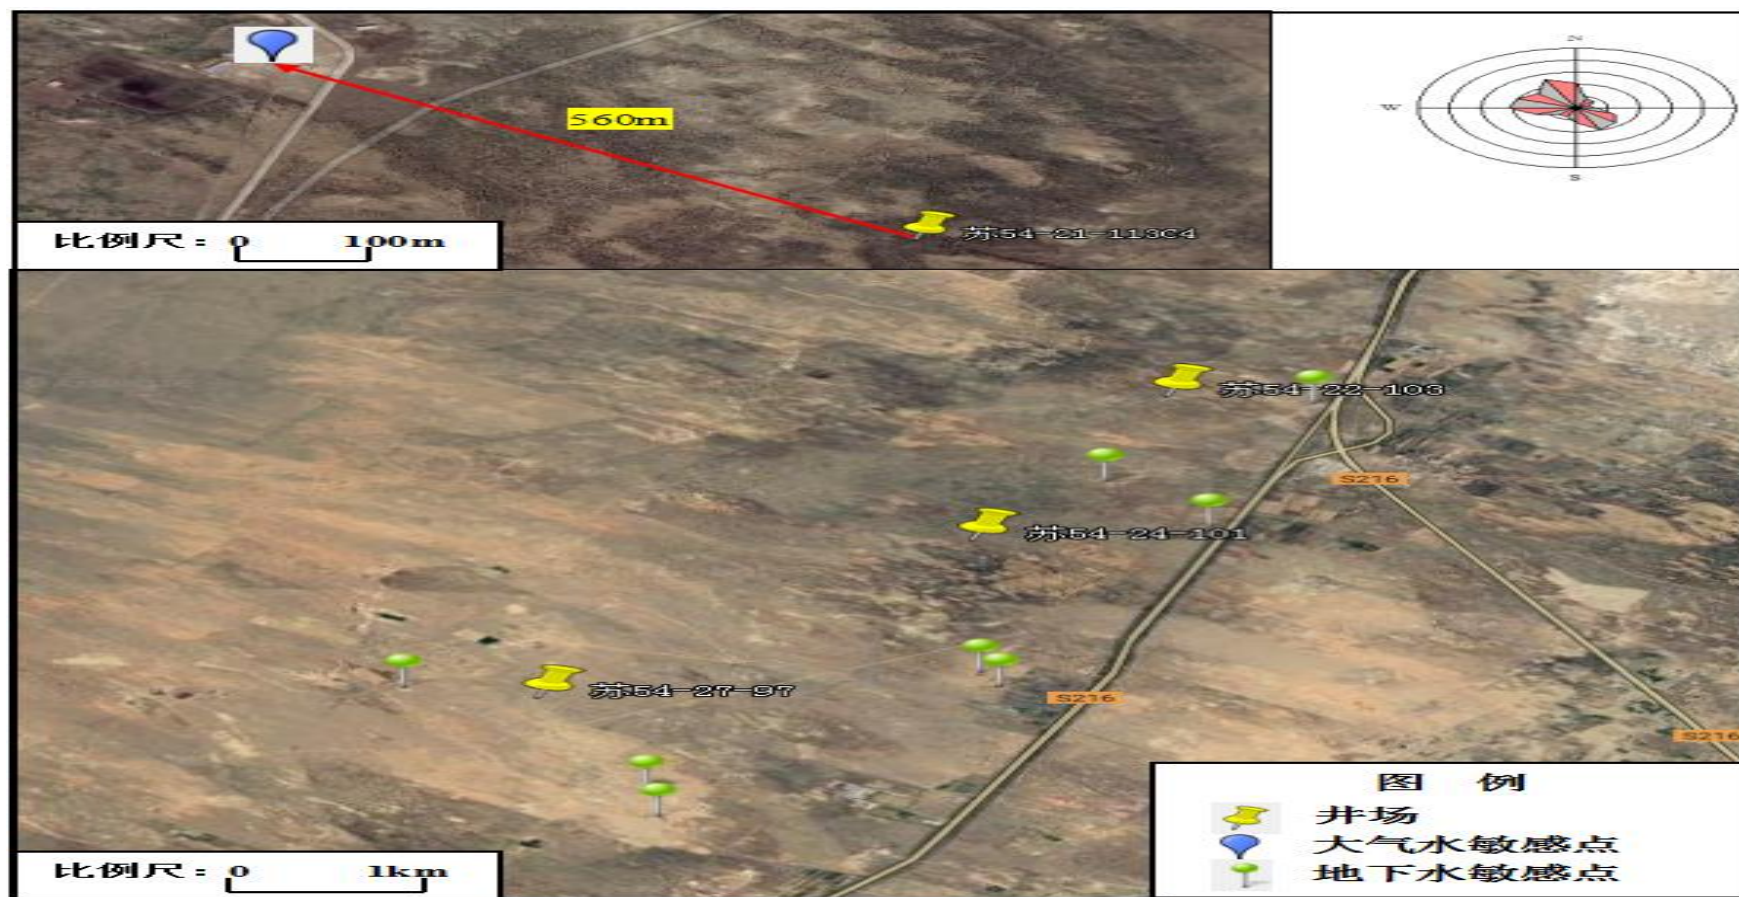 N
W
S
560m
苏54-21-113C4
比例尺: 0 100m
苏54-22-103
S216
苏54-24-101
苏54-27-97
S216
S216
图 例
井场
大气水敏感点
地下水敏感点
比例尺: 0 1km